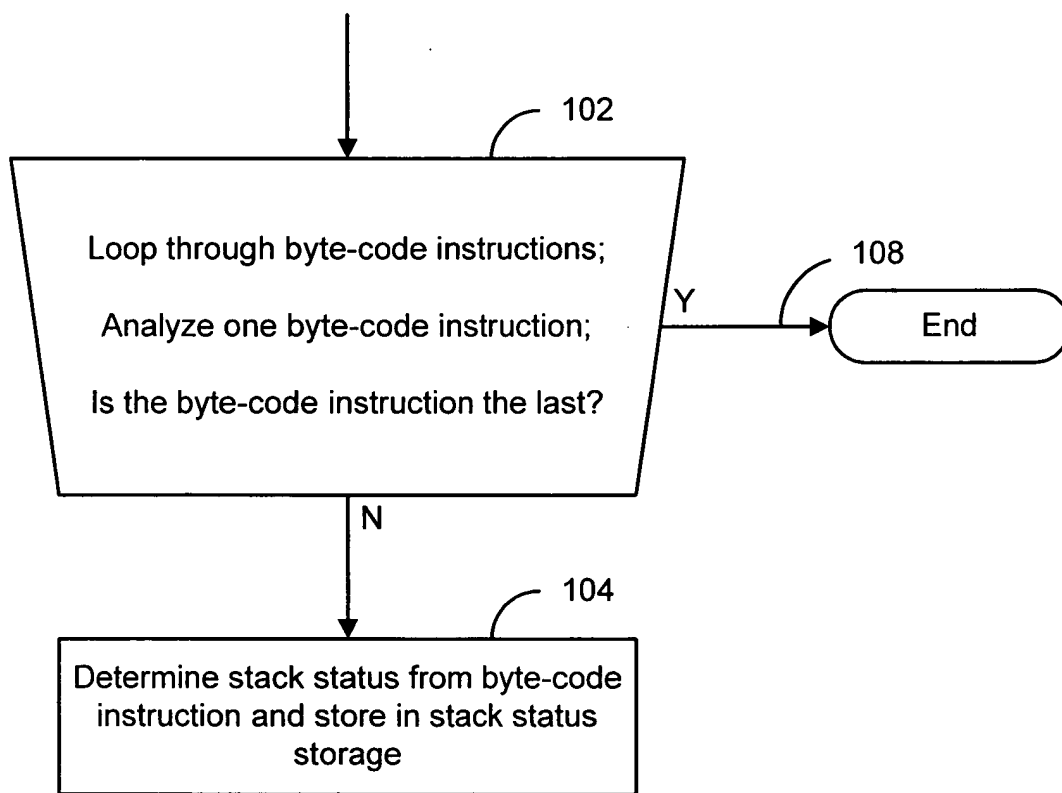 102
Loop through byte-code instructions;
108
Y
Analyze one byte-code instruction;
End
Is the byte-code instruction the last?
N
104
Determine stack status from byte-code
instruction and store in stack status
storage